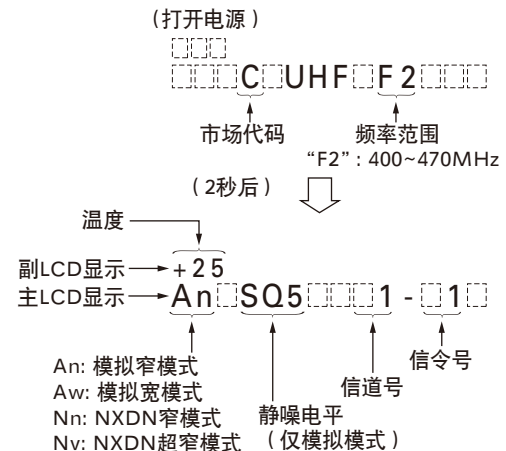 （打开电源）
C UHF F2
市场代码
频率范围
“F2”: 400~470MHz
（2秒后）
温度
副LCD显示
+25
主LCD显示
An SQ5 1 - 1
An: 模拟窄模式
Aw: 模拟宽模式
Nn: NXDN窄模式
Nv: NXDN超窄模式
静噪电平
（仅模拟模式）
信道号
信令号